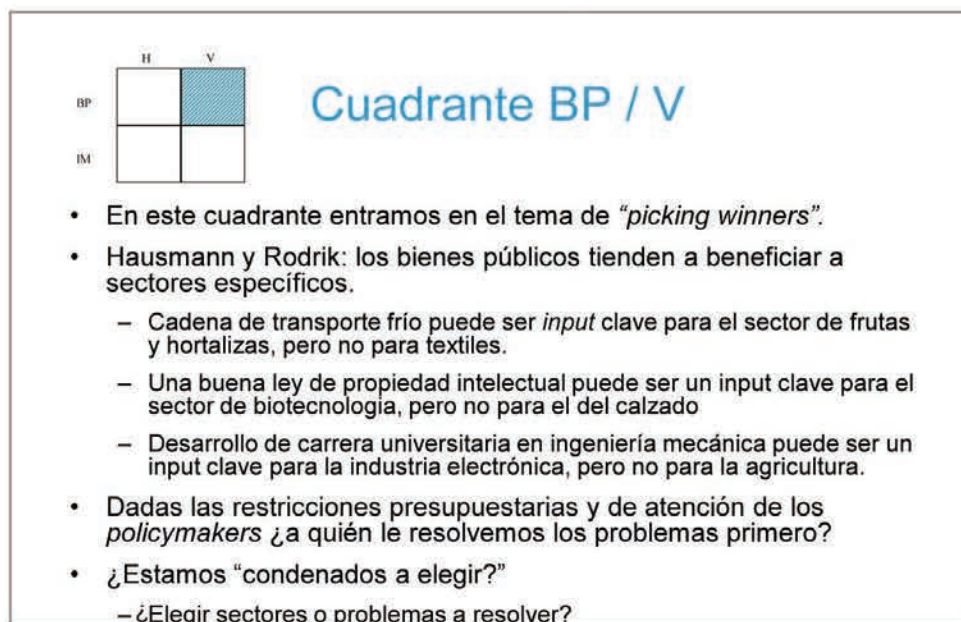 H V
BP
IM
Cuadrante BP / V
• En este cuadrante entramos en el tema de “picking winners”.
• Hausmann y Rodrik: los bienes públicos tienden a beneficiar a
sectores específicos.
– Cadena de transporte frío puede ser input clave para el sector de frutas
y hortalizas, pero no para textiles.
– Una buena ley de propiedad intelectual puede ser un input clave para el
sector de biotecnología, pero no para el del calzado
– Desarrollo de carrera universitaria en ingeniería mecánica puede ser un
input clave para la industria electrónica, pero no para la agricultura.
• Dadas las restricciones presupuestarias y de atención de los
policymakers ¿a quién le resolvemos los problemas primero?
• ¿Estamos “condenados a elegir?”
–¿Elegir sectores o problemas a resolver?